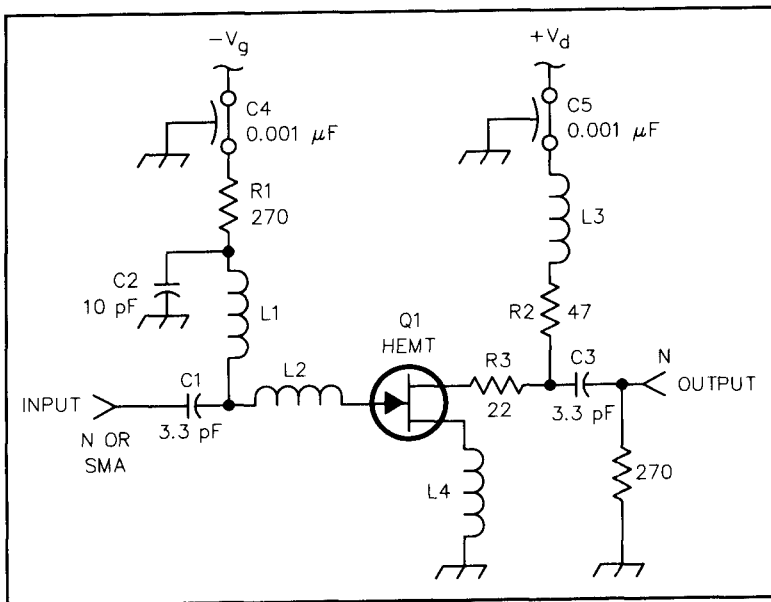 −Vg
+Vd
C4
0.001 μF
C5
0.001 μF
R1
270
L3
C2
10 pF
L1
R2
47
Q1
HEMT
L2
R3
22
C1
3.3 pF
C3
3.3 pF
N
INPUT
OUTPUT
N OR
SMA
L4
270